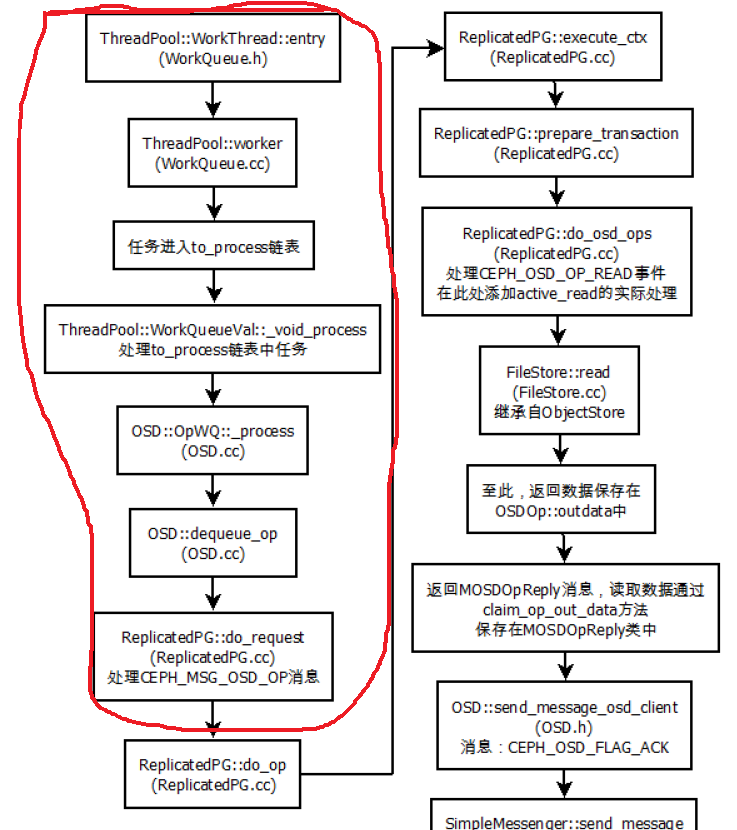 ThreadPool::WorkThread::entry
(WorkQueue.h)
ThreadPool::worker
(WorkQueue.cc)
任务进入to_process链表
ThreadPool::WorkQueueVal::_void_process
处理to_process链表中任务
OSD::OpWQ::_process
(OSD.cc)
OSD::dequeue_op
(OSD.cc)
ReplicatedPG::do_request
(ReplicatedPG.cc)
处理CEPH_MSG_OSD_OP消息
ReplicatedPG::do_op
(ReplicatedPG.cc)
ReplicatedPG::execute_ctx
(ReplicatedPG.cc)
ReplicatedPG::prepare_transaction
(ReplicatedPG.cc)
ReplicatedPG::do_osd_ops
(ReplicatedPG.cc)
处理CEPH_OSD_OP_READ事件
在此处添加active_read的实际处理
FileStore::read
(FileStore.cc)
继承自ObjectStore
至此，返回数据保存在
OSDOp::outdata中
返回MOSDOpReply消息，读取数据通过
claim_op_out_data方法
保存在MOSDOpReply类中
OSD::send_message_osd_client
(OSD.h)
消息：CEPH_OSD_FLAG_ACK
SimpleMessenger::send_message